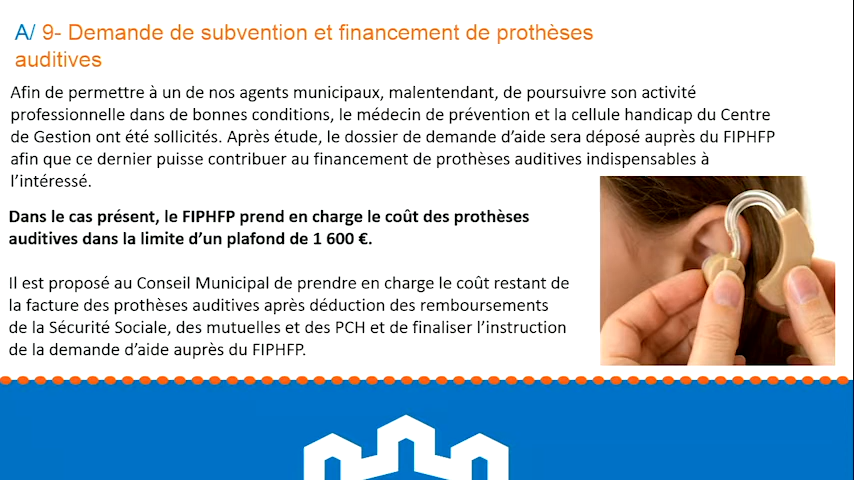 A/ 9- Demande de subvention et financement de prothèses
auditives
Afin de permettre à un de nos agents municipaux, malentendant, de poursuivre son activité
professionnelle dans de bonnes conditions, le médecin de prévention et la cellule handicap du Centre
de Gestion ont été sollicités. Après étude, le dossier de demande d’aide sera déposé auprès du FIPHFP
afin que ce dernier puisse contribuer au financement de prothèses auditives indispensables à
l’intéressé.
Dans le cas présent, le FIPHFP prend en charge le coût des prothèses
auditives dans la limite d’un plafond de 1 600 €.
Il est proposé au Conseil Municipal de prendre en charge le coût restant de
la facture des prothèses auditives après déduction des remboursements
de la Sécurité Sociale, des mutuelles et des PCH et de finaliser l’instruction
de la demande d’aide auprès du FIPHFP.